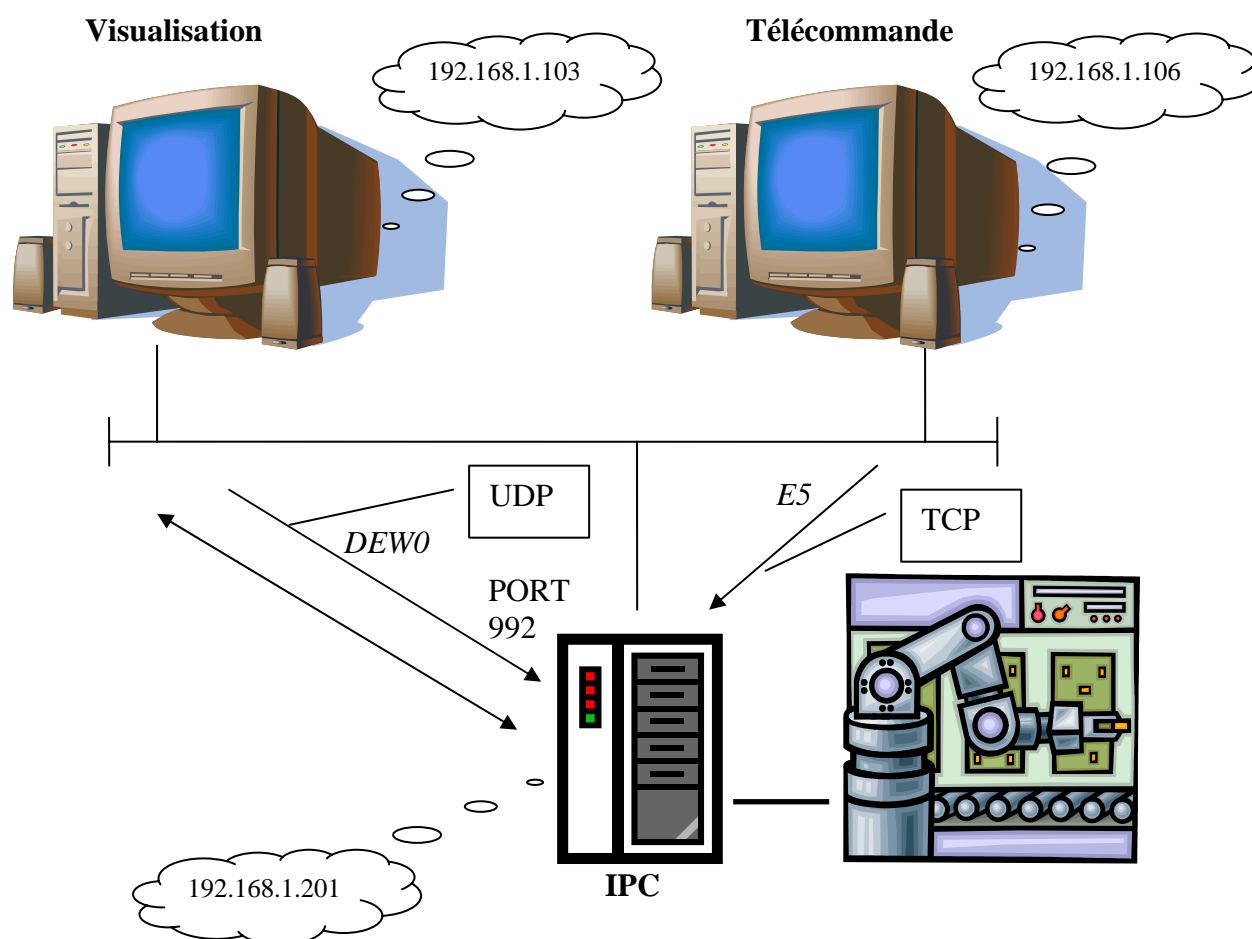 Visualisation
Télécommande
192.168.1.103
192.168.1.106
UDP
E5
TCP
DEW0
PORT
992
192.168.1.201
IPC